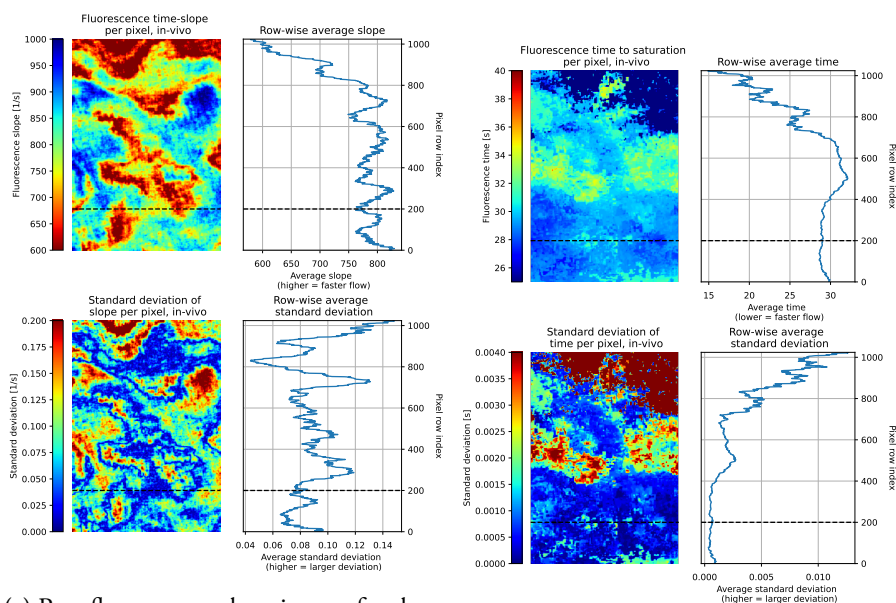 Fluorescence time-slope
per pixel, in-vivo
1000
950
900
850
800
750
700
650
600
Fluorescence slope [1/s]
Row-wise average slope
1000
800
600
400
200
0
Pixel row index
600
650
700
750
800
Average slope
(higher = faster flow)
Fluorescence time to saturation
per pixel, in-vivo
40
38
36
34
32
30
28
26
Fluorescence time [s]
Row-wise average time
1000
800
600
400
200
0
Pixel row index
15
20
25
30
Average time
(lower = faster flow)
Standard deviation of
slope per pixel, in-vivo
0.200
0.175
0.150
0.125
0.100
0.075
0.050
0.025
0.000
Standard deviation [1/s]
Row-wise average
standard deviation
1000
800
600
400
200
0
Pixel row index
0.04
0.06
0.08
0.10
0.12
0.14
Average standard deviation
(higher = larger deviation)
Standard deviation of
time per pixel, in-vivo
0.0040
0.0035
0.0030
0.0025
0.0020
0.0015
0.0010
0.0005
0.0000
Standard deviation [s]
Row-wise average
standard deviation
1000
800
600
400
200
0
Pixel row index
0.000
0.005
0.010
Average standard deviation
(higher = larger deviation)